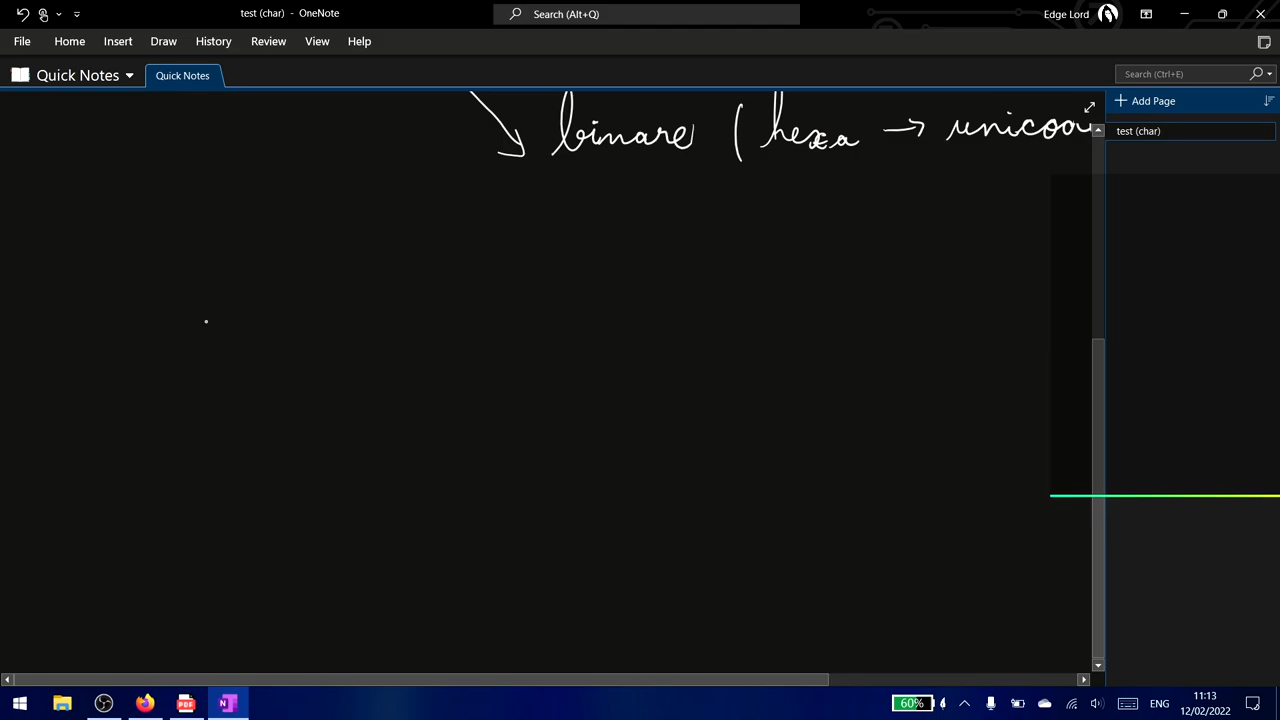 test (char) - OneNote
Search (Alt+Q)
Edge Lord
File Home Insert Draw History Review View Help
Quick Notes
Quick Notes
Search (Ctrl+E)
Add Page
test (char)
binare (hexa → unicod
60%
ENG
11:13
12/02/2022
PDF
N